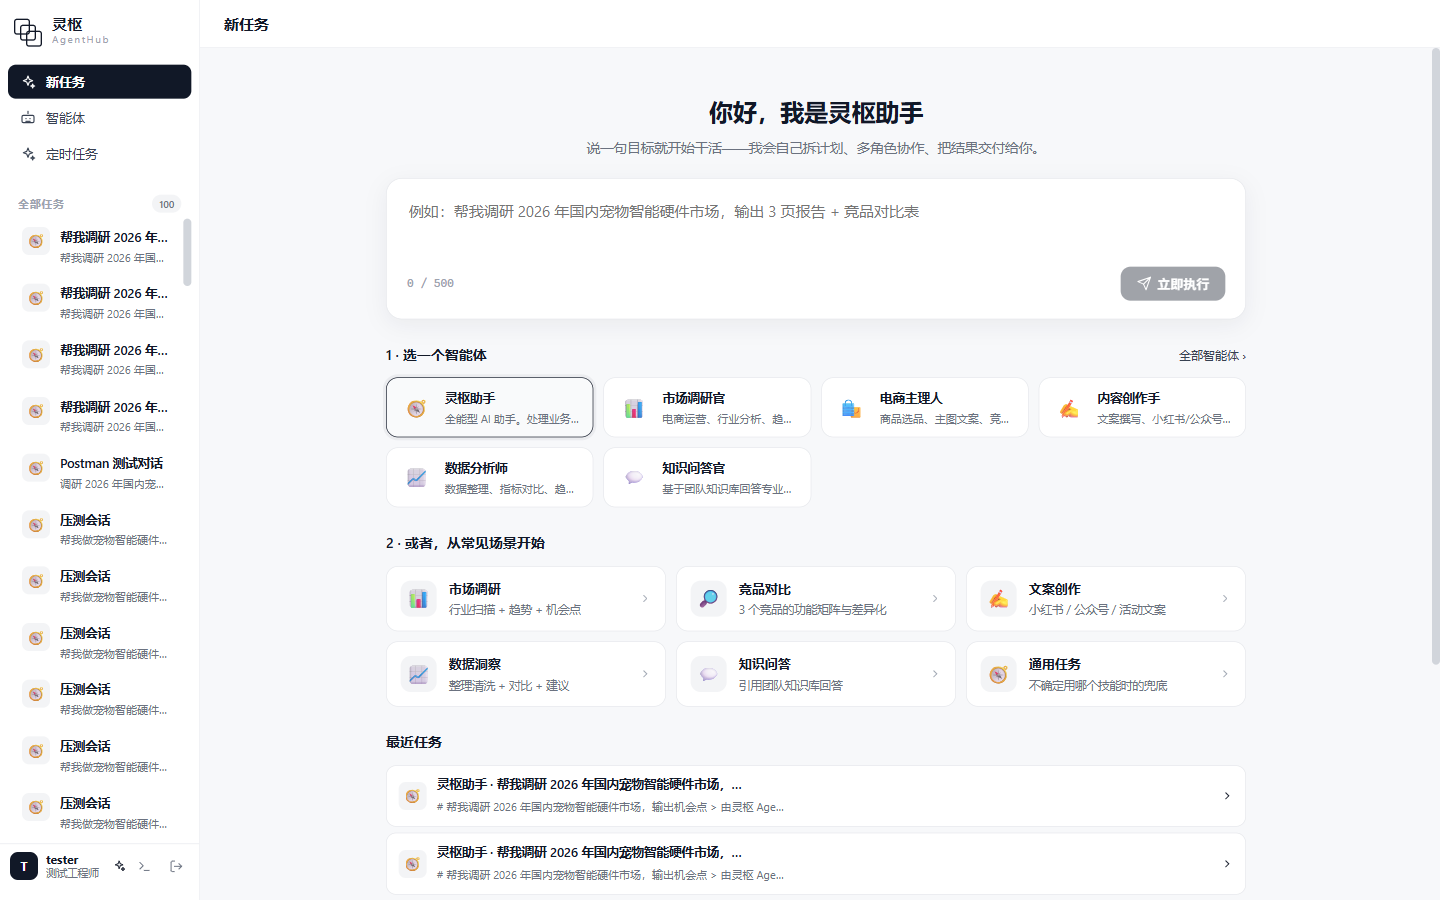 灵枢
AgentHub
新任务
智能体
定时任务
全部任务
100
帮我调研 2026 年...
帮我调研 2026 年国...
帮我调研 2026 年...
帮我调研 2026 年国...
帮我调研 2026 年...
帮我调研 2026 年国...
帮我调研 2026 年...
帮我调研 2026 年国...
Postman 测试对话
调研 2026 年国内宠...
压测会话
帮我做宠物智能硬件...
压测会话
帮我做宠物智能硬件...
压测会话
帮我做宠物智能硬件...
压测会话
帮我做宠物智能硬件...
压测会话
帮我做宠物智能硬件...
压测会话
帮我做宠物智能硬件...
T
tester
测试工程师
新任务
你好，我是灵枢助手
说一句目标就开始干活——我会自己拆计划、多角色协作、把结果交付给你。
例如：帮我调研 2026 年国内宠物智能硬件市场，输出 3 页报告 + 竞品对比表
0 / 500
立即执行
1 · 选一个智能体
全部智能体 ›
灵枢助手
全能型 AI 助手。处理业务...
市场调研官
电商运营、行业分析、趋...
电商主理人
商品选品、主图文案、竞...
内容创作手
文案撰写、小红书/公众号...
数据分析师
数据整理、指标对比、趋...
知识问答官
基于团队知识库回答专业...
2 · 或者，从常见场景开始
市场调研
行业扫描 + 趋势 + 机会点
竞品对比
3 个竞品的功能矩阵与差异化
文案创作
小红书 / 公众号 / 活动文案
数据洞察
整理清洗 + 对比 + 建议
知识问答
引用团队知识库回答
通用任务
不确定用哪个技能时的兜底
最近任务
灵枢助手 · 帮我调研 2026 年国内宠物智能硬件市场，...
# 帮我调研 2026 年国内宠物智能硬件市场，输出机会点 > 由灵枢 Age...
灵枢助手 · 帮我调研 2026 年国内宠物智能硬件市场，...
# 帮我调研 2026 年国内宠物智能硬件市场，输出机会点 > 由灵枢 Age...